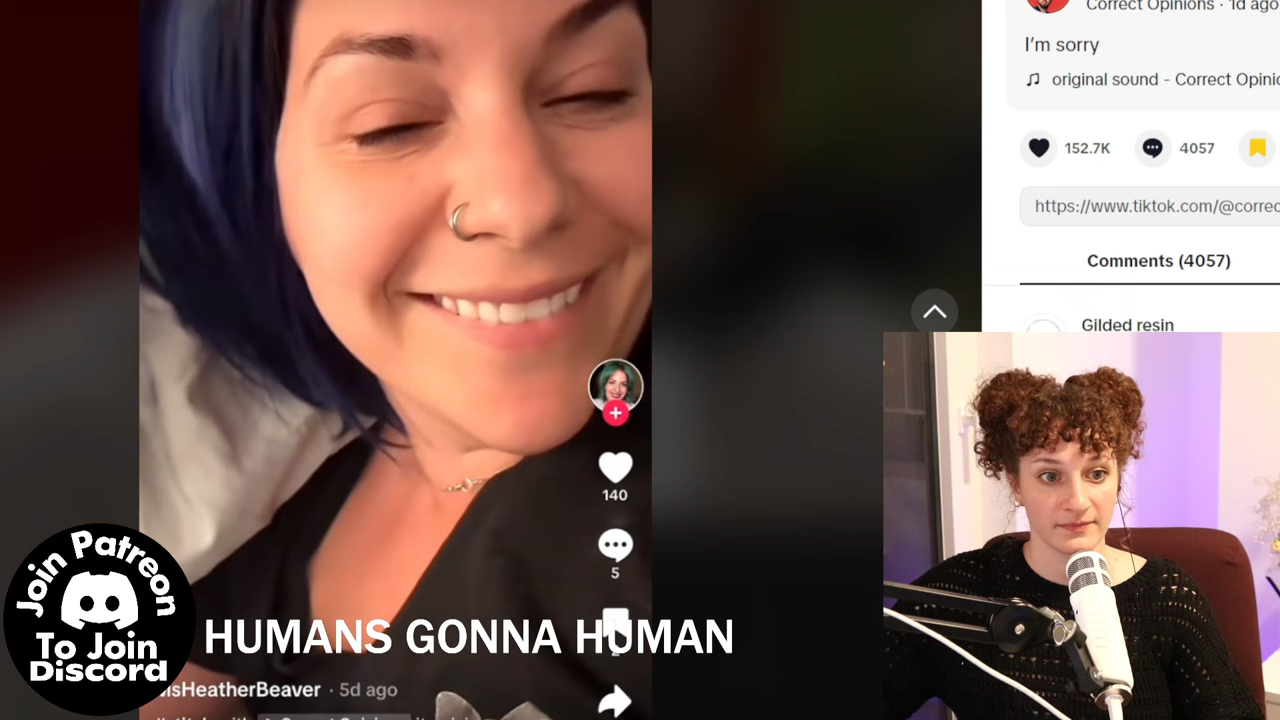 Correct Opinions · 1d ago
I'm sorry
original sound - Correct Opinic
152.7K
4057
https://www.tiktok.com/@correc
Comments (4057)
Gilded resin
140
5
Join Patreon
To Join
Discord
HUMANS GONNA HUMAN
isHeatherBeaver · 5d ago